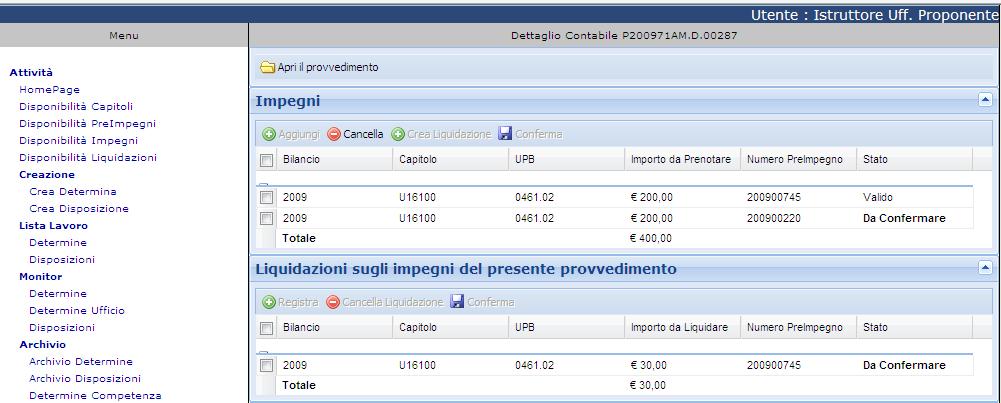 Utente : Istruttore Uff. Proponente
Menu
Dettaglio Contabile P200971AM.D.00287
Attività
HomePage
Disponibilità Capitoli
Disponibilità PreImpegni
Disponibilità Impegni
Disponibilità Liquidazioni
Creazione
Crea Determina
Crea Disposizione
Lista Lavoro
Determine
Disposizioni
Monitor
Determine
Determine Ufficio
Disposizioni
Archivio
Archivio Determine
Archivio Disposizioni
Determine Competenza
Apri il provvedimento
Impegni
Aggiungi Cancella Crea Liquidazione Conferma
Bilancio Capitolo UPB Importo da Prenotare Numero PreImpegno Stato
2009 U16100 0461.02 € 200,00 200900745 Valido
2009 U16100 0461.02 € 200,00 200900220 Da Confermare
Totale € 400,00
Liquidazioni sugli impegni del presente provvedimento
Registra Cancella Liquidazione Conferma
Bilancio Capitolo UPB Importo da Liquidare Numero PreImpegno Stato
2009 U16100 0461.02 € 30,00 200900745 Da Confermare
Totale € 30,00